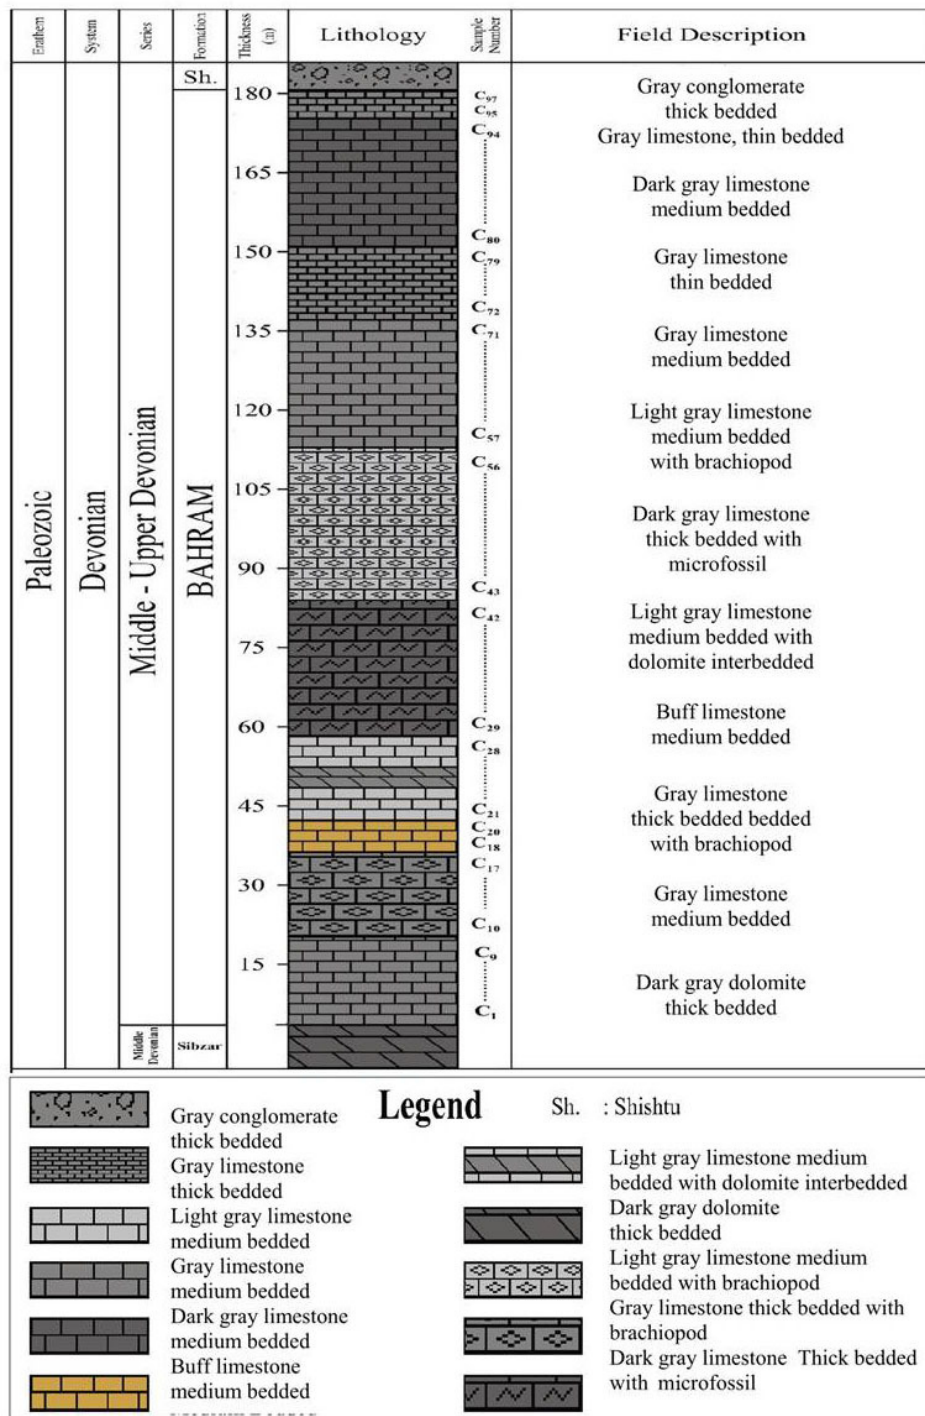 Erathem
System
Series
Formation
Thickness
(m)
Lithology
Sample
Number
Field Description
Paleozoic
Devonian
Middle - Upper Devonian
Middle
Devonian
Sh.
BAHRAM
Sibzar
180
165
150
135
120
105
90
75
60
45
30
15
C97
C95
C94
C80
C79
C72
C71
C57
C56
C43
C42
C29
C28
C21
C20
C18
C17
C10
C9
C1
Gray conglomerate
thick bedded
Gray limestone, thin bedded
Dark gray limestone
medium bedded
Gray limestone
thin bedded
Gray limestone
medium bedded
Light gray limestone
medium bedded
with brachiopod
Dark gray limestone
thick bedded with
microfossil
Light gray limestone
medium bedded with
dolomite interbedded
Buff limestone
medium bedded
Gray limestone
thick bedded bedded
with brachiopod
Gray limestone
medium bedded
Dark gray dolomite
thick bedded
Legend
Sh. : Shishtu
Gray conglomerate
thick bedded
Gray limestone
thick bedded
Light gray limestone
medium bedded
Gray limestone
medium bedded
Dark gray limestone
medium bedded
Buff limestone
medium bedded
Light gray limestone medium
bedded with dolomite interbedded
Dark gray dolomite
thick bedded
Light gray limestone medium
bedded with brachiopod
Gray limestone thick bedded with
brachiopod
Dark gray limestone Thick bedded
with microfossil